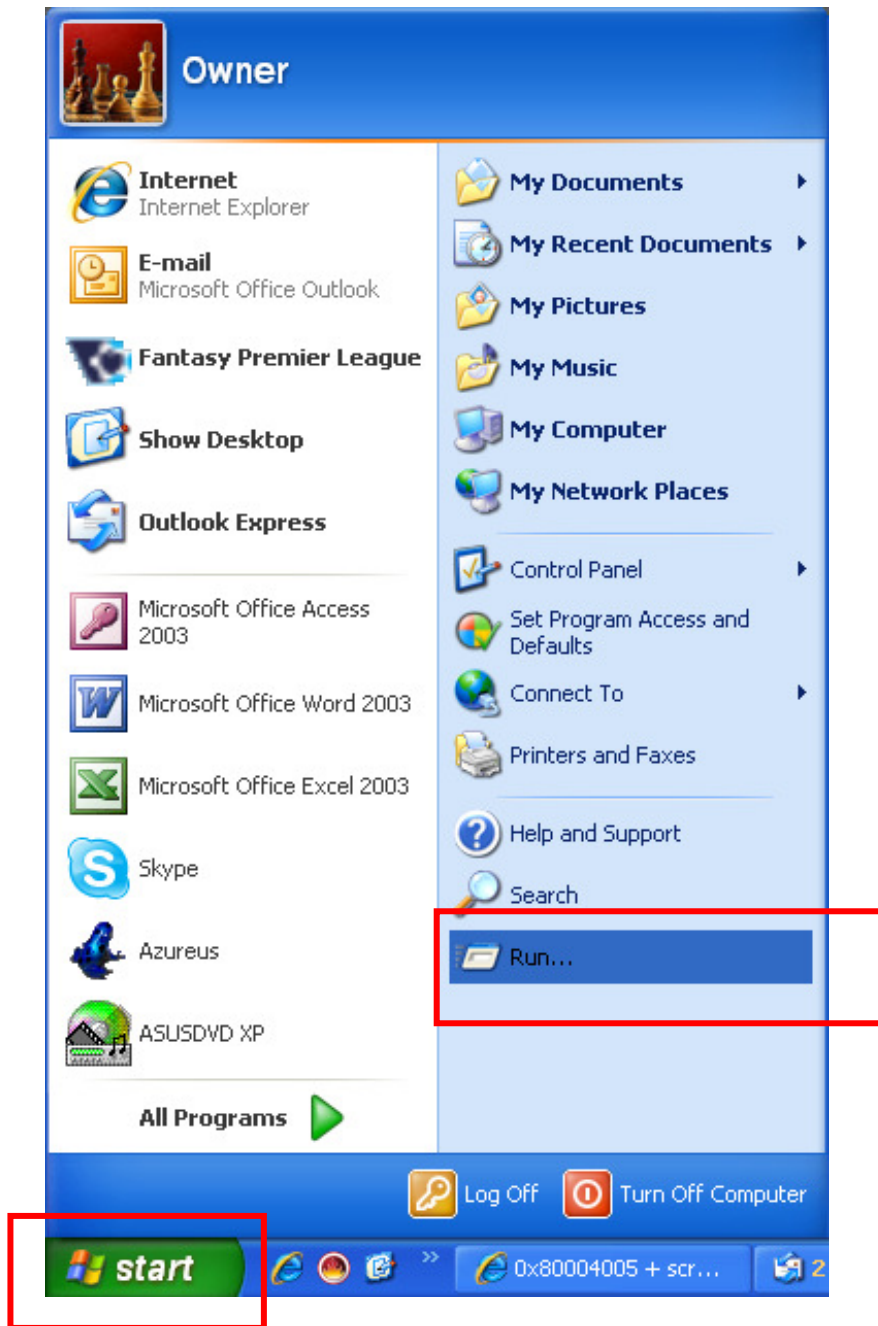 Owner
Internet
Internet Explorer
E-mail
Microsoft Office Outlook
Fantasy Premier League
Show Desktop
Outlook Express
Microsoft Office Access
2003
Microsoft Office Word 2003
Microsoft Office Excel 2003
Skype
Azureus
ASUSDVD XP
All Programs
My Documents
My Recent Documents
My Pictures
My Music
My Computer
My Network Places
Control Panel
Set Program Access and
Defaults
Connect To
Printers and Faxes
Help and Support
Search
Run...
Log Off
Turn Off Computer
start
0x80004005 + scr...
2